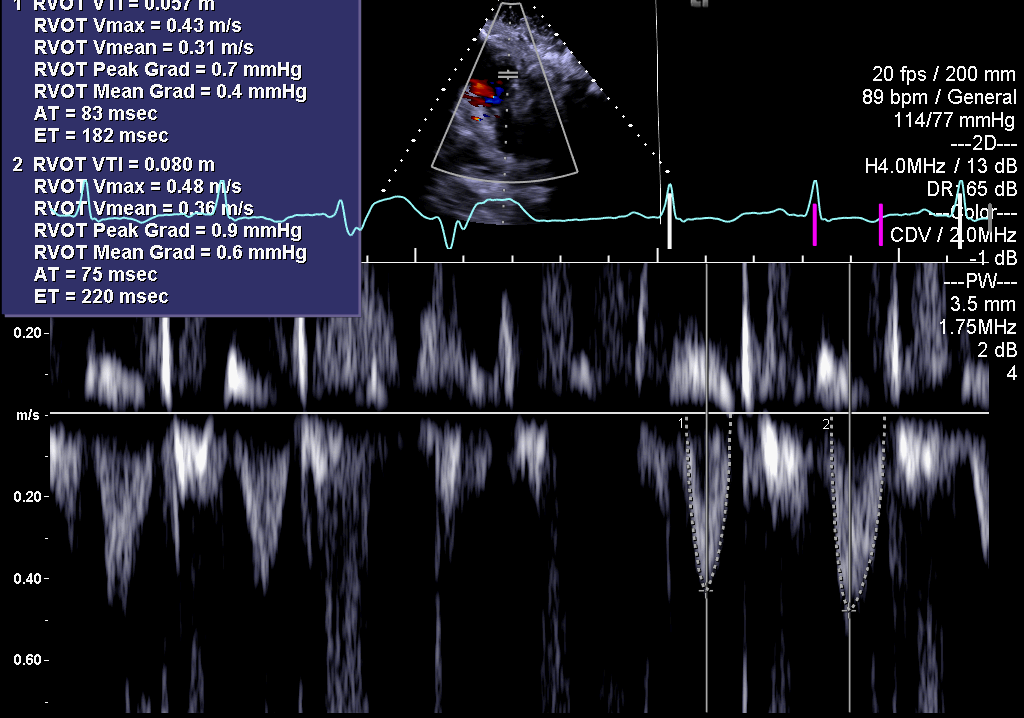 1 RVOT VTI = 0.057 m
RVOT Vmax = 0.43 m/s
RVOT Vmean = 0.31 m/s
RVOT Peak Grad = 0.7 mmHg
RVOT Mean Grad = 0.4 mmHg
AT = 83 msec
ET = 182 msec
2 RVOT VTI = 0.080 m
RVOT Vmax = 0.48 m/s
RVOT Vmean = 0.36 m/s
RVOT Peak Grad = 0.9 mmHg
RVOT Mean Grad = 0.6 mmHg
AT = 75 msec
ET = 220 msec
20 fps / 200 mm
89 bpm / General
114/77 mmHg
---2D---
H4.0MHz / 13 dB
DR 65 dB
---Color---
CDV / 2.0MHz
-1 dB
---PW---
3.5 mm
1.75MHz
2 dB
4
0.20
m/s
1
2
0.20
0.40
0.60